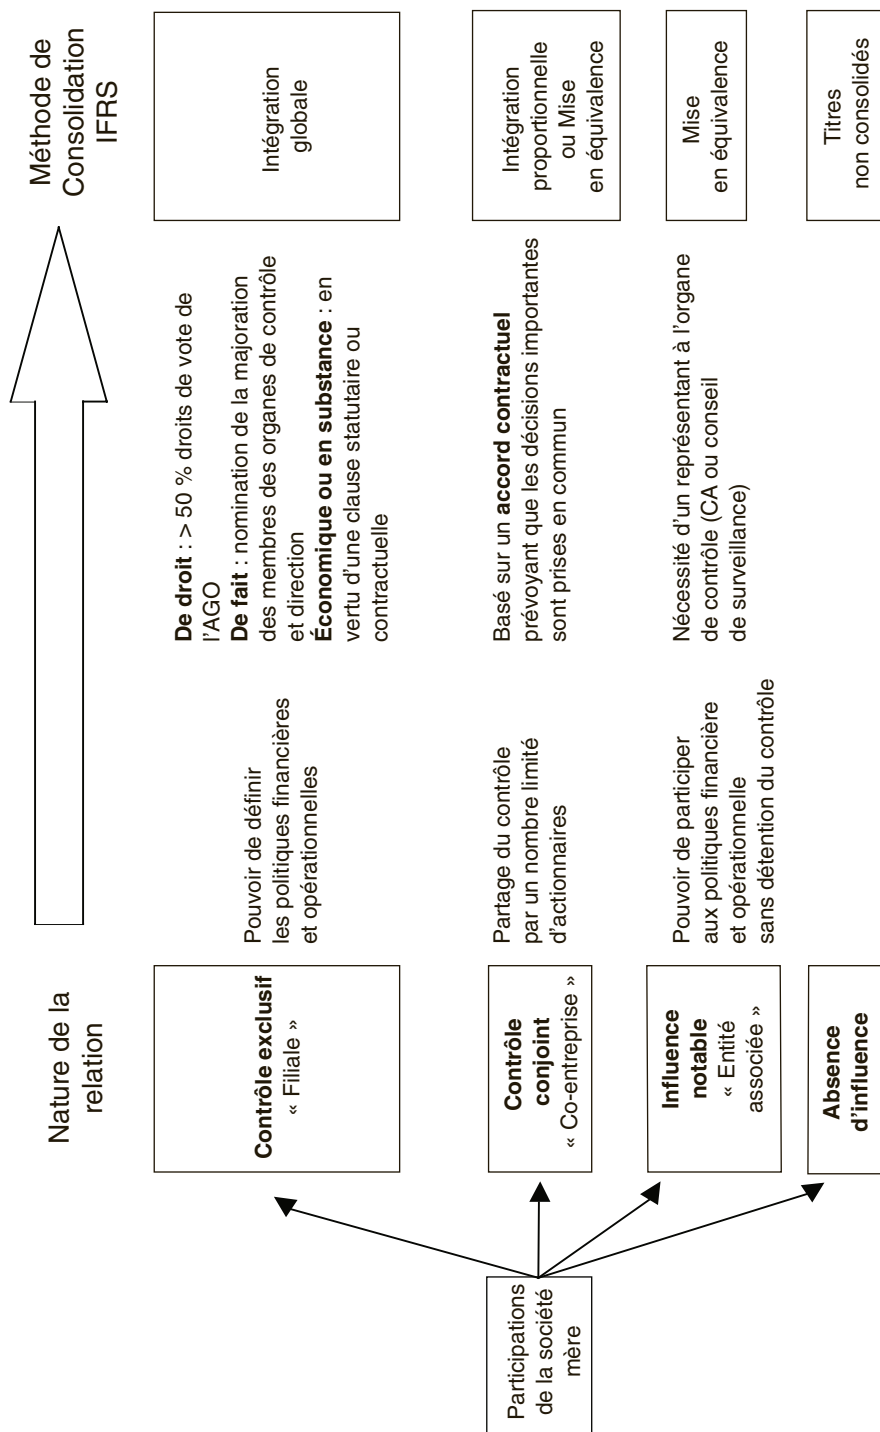 Nature de la
relation
Méthode de
Consolidation
IFRS
Participations
de la société
mère
Contrôle exclusif
« Filiale »
Pouvoir de définir
les politiques financières
et opérationnelles
De droit : > 50 % droits de vote de
l’AGO
De fait : nomination de la majoration
des membres des organes de contrôle
et direction
Économique ou en substance : en
vertu d’une clause statutaire ou
contractuelle
Intégration
globale
Contrôle
conjoint
« Co-entreprise »
Partage du contrôle
par un nombre limité
d’actionnaires
Basé sur un accord contractuel
prévoyant que les décisions importantes
sont prises en commun
Intégration
proportionnelle
ou Mise
en équivalence
Influence
notable
« Entité
associée »
Pouvoir de participer
aux politiques financière
et opérationnelle
sans détention du contrôle
Nécessité d’un représentant à l’organe
de contrôle (CA ou conseil
de surveillance)
Mise
en équivalence
Absence
d’influence
Titres
non consolidés